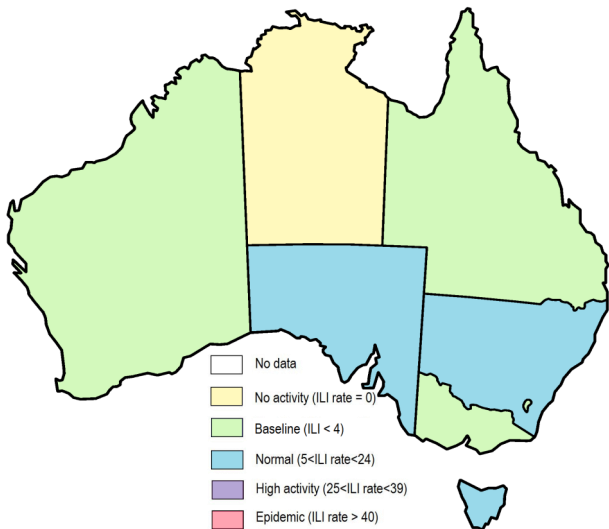 No data
No activity (ILI rate = 0)
Baseline (ILI < 4)
Normal (5<ILI rate<24)
High activity (25<ILI rate<39)
Epidemic (ILI rate > 40)